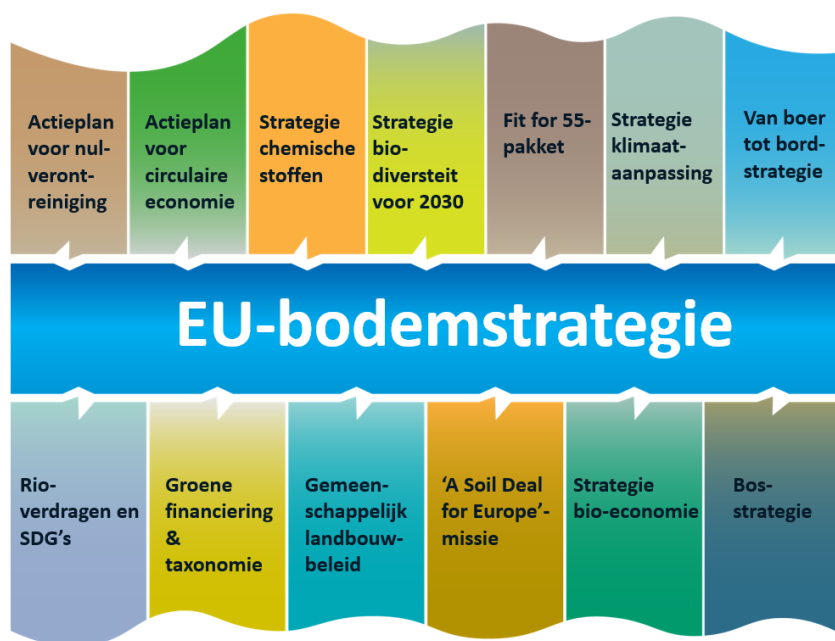 Actieplan
voor nul-
veront-
reiniging
Actieplan
voor
circulaire
economie
Strategie
chemische
stoffen
Strategie
bio-
diversteit
voor 2030
Fit for 55-
pakket
Strategie
klimaat-
aanpassing
Van boer
tot bord-
strategie
EU-bodemstrategie
Rio-
verdragen en
SDG's
Groene
financiering
&
taxonomie
Gemeen-
schappelijk
landbouw-
beleid
‘A Soil Deal
for Europe’-
missie
Strategie
bio-economie
Bos-
strategie